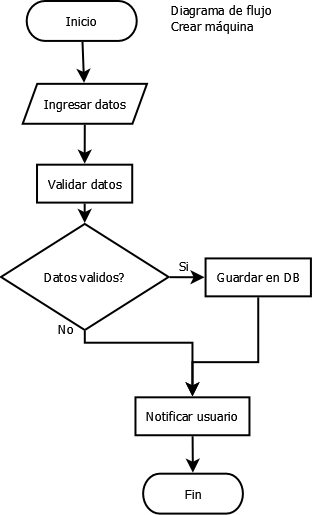 Inicio
Diagrama de flujo
Crear máquina
Ingresar datos
Validar datos
Datos validos?
Si
Guardar en DB
No
Notificar usuario
Fin